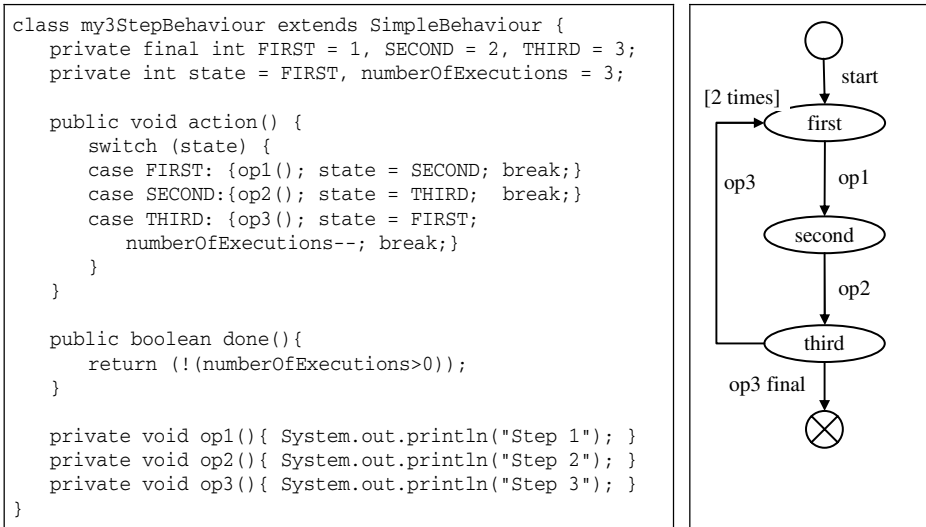 class my3StepBehaviour extends SimpleBehaviour {
private final int FIRST = 1, SECOND = 2, THIRD = 3;
private int state = FIRST, numberOfExecutions = 3;
public void action() {
switch (state) {
case FIRST: {op1(); state = SECOND; break;}
case SECOND:{op2(); state = THIRD;  break;}
case THIRD: {op3(); state = FIRST;
numberOfExecutions--; break;}
}
}
public boolean done(){
return (!(numberOfExecutions>0));
}
private void op1(){ System.out.println("Step 1"); }
private void op2(){ System.out.println("Step 2"); }
private void op3(){ System.out.println("Step 3"); }
}
start
[2 times]
first
op3
op1
second
op2
third
op3 final